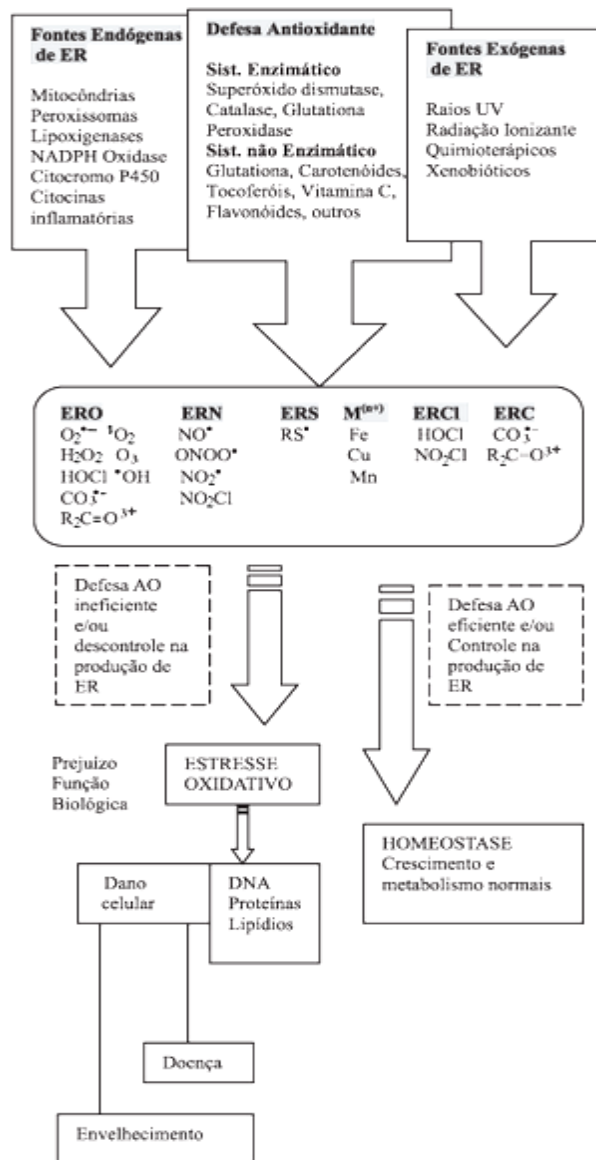 Fontes Endógenas
de ER
Mitocôndrias
Peroxissomas
Lipoxigenases
NADPH Oxidase
Citocromo P450
Citocinas
inflamatórias
Defesa Antioxidante
Sist. Enzimático
Superóxido dismutase,
Catalase, Glutationa
Peroxidase
Sist. não Enzimático
Glutationa, Carotenóides,
Tocoferóis, Vitamina C,
Flavonóides, outros
Fontes Exógenas
de ER
Raios UV
Radiação Ionizante
Quimioterápicos
Xenobióticos
ERO
O₂•− ¹O₂
H₂O₂ O₃
HOCl •OH
CO₃•−
R₂C=O³⁺
ERN
NO•
ONOO•
NO₂•
NO₂Cl
ERS
RS•
M⁽ⁿ⁺⁾
Fe
Cu
Mn
ERCl
HOCl
NO₂Cl
ERC
CO₃•−
R₂C−O³⁺
Defesa AO
ineficiente
e/ou
descontrole na
produção de
ER
Defesa AO
eficiente e/ou
Controle na
produção de
ER
Prejuízo
Função
Biológica
ESTRESSE
OXIDATIVO
HOMEOSTASE
Crescimento e
metabolismo normais
Dano
celular
DNA
Proteínas
Lipídios
Doença
Envelhecimento